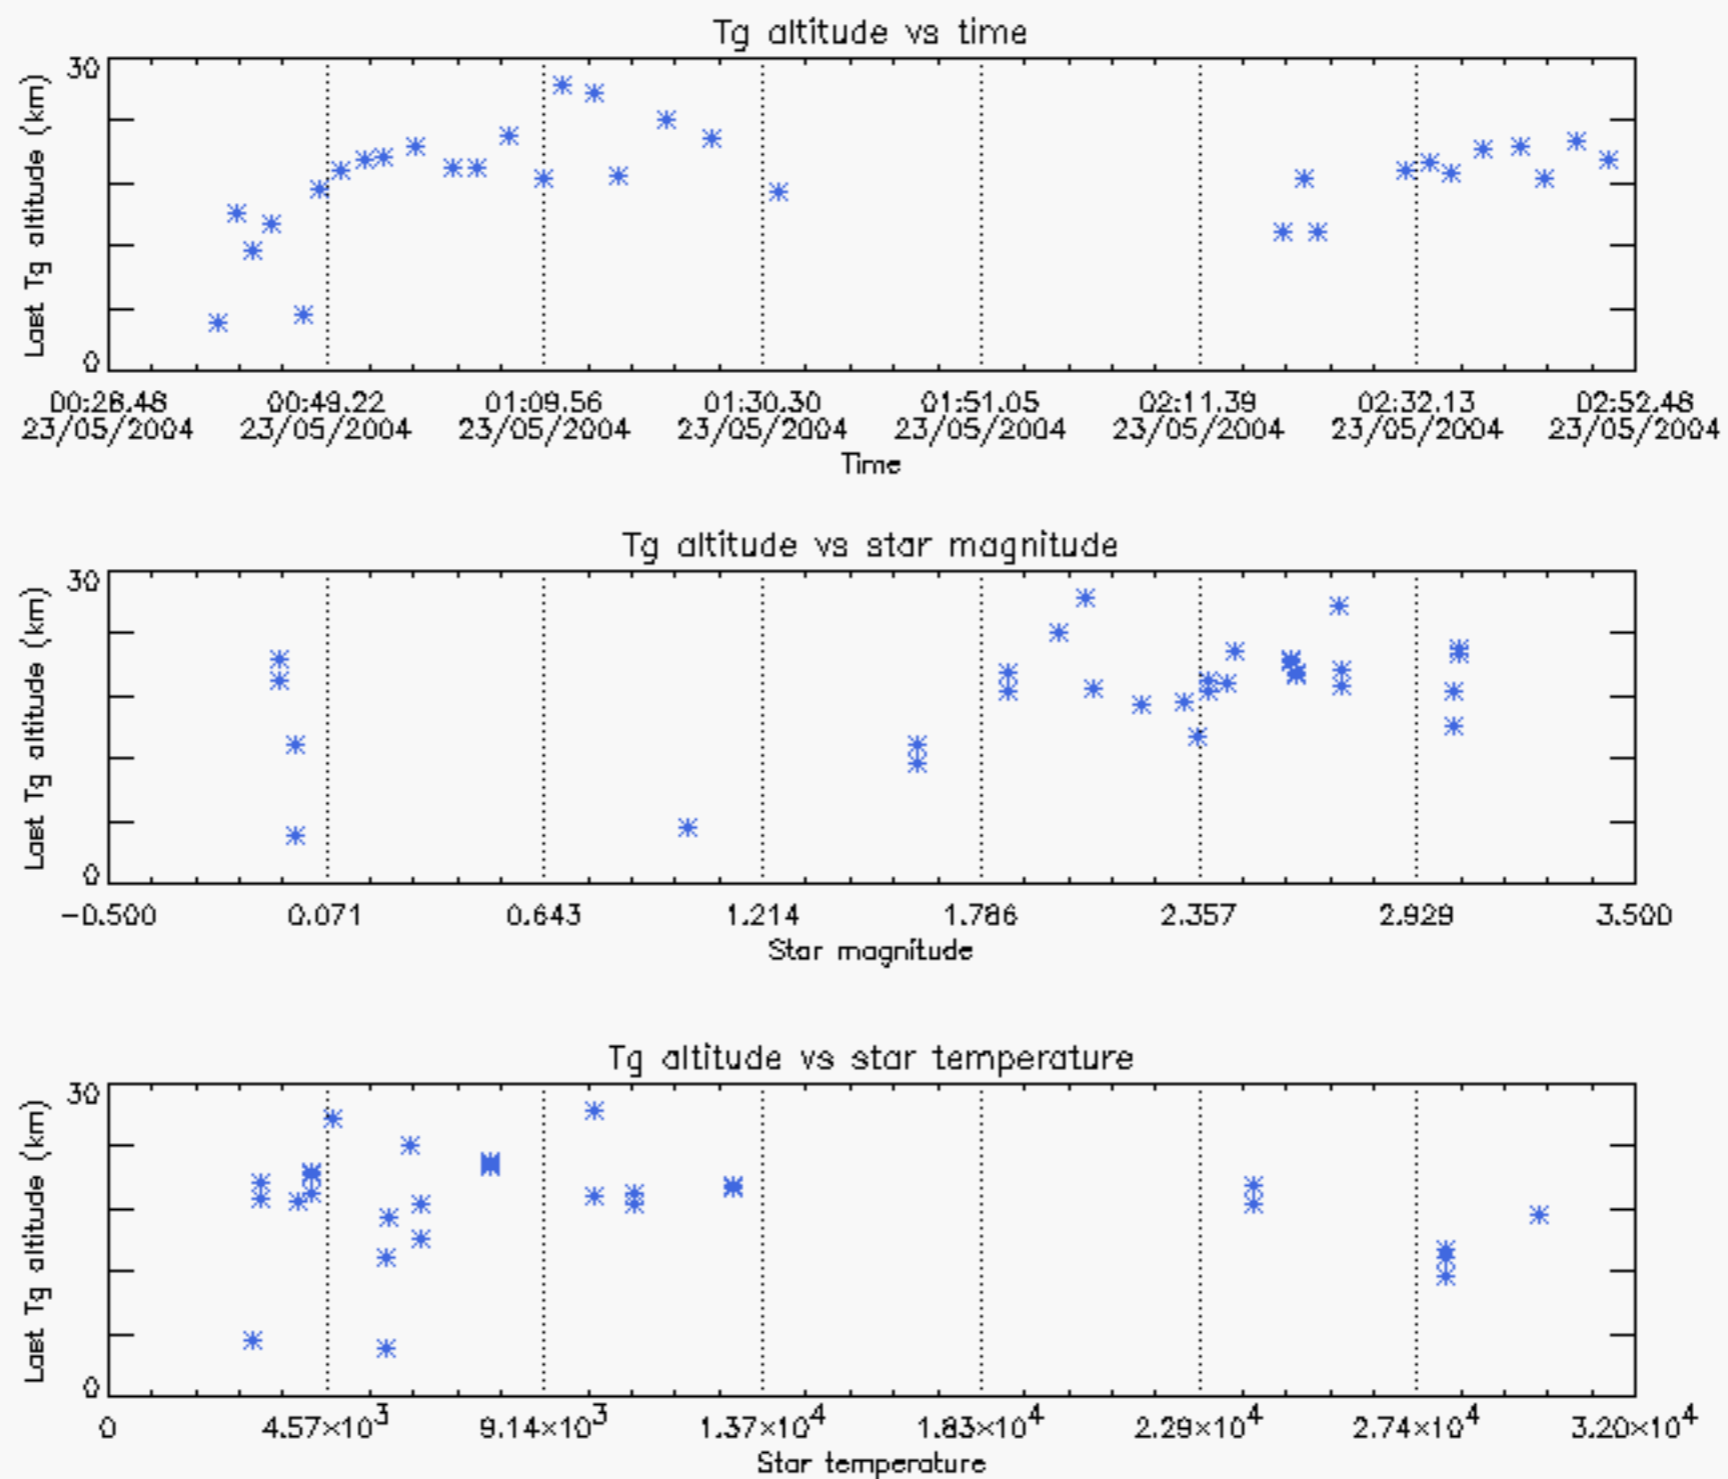 Tg altitude vs time
Last Tg altitude (km)
30
0
00:26.48 00:49.22 01:09.56 01:30.30 01:51.05 02:11.39 02:32.13 02:52.48
23/05/2004 23/05/2004 23/05/2004 23/05/2004 23/05/2004 23/05/2004 23/05/2004 23/05/2004
Time
Tg altitude vs star magnitude
Last Tg altitude (km)
30
0
-0.500 0.071 0.643 1.214 1.786 2.357 2.929 3.500
Star magnitude
Tg altitude vs star temperature
Last Tg altitude (km)
30
0
0 4.57×10³ 9.14×10³ 1.37×10⁴ 1.83×10⁴ 2.29×10⁴ 2.74×10⁴ 3.20×10⁴
Star temperature